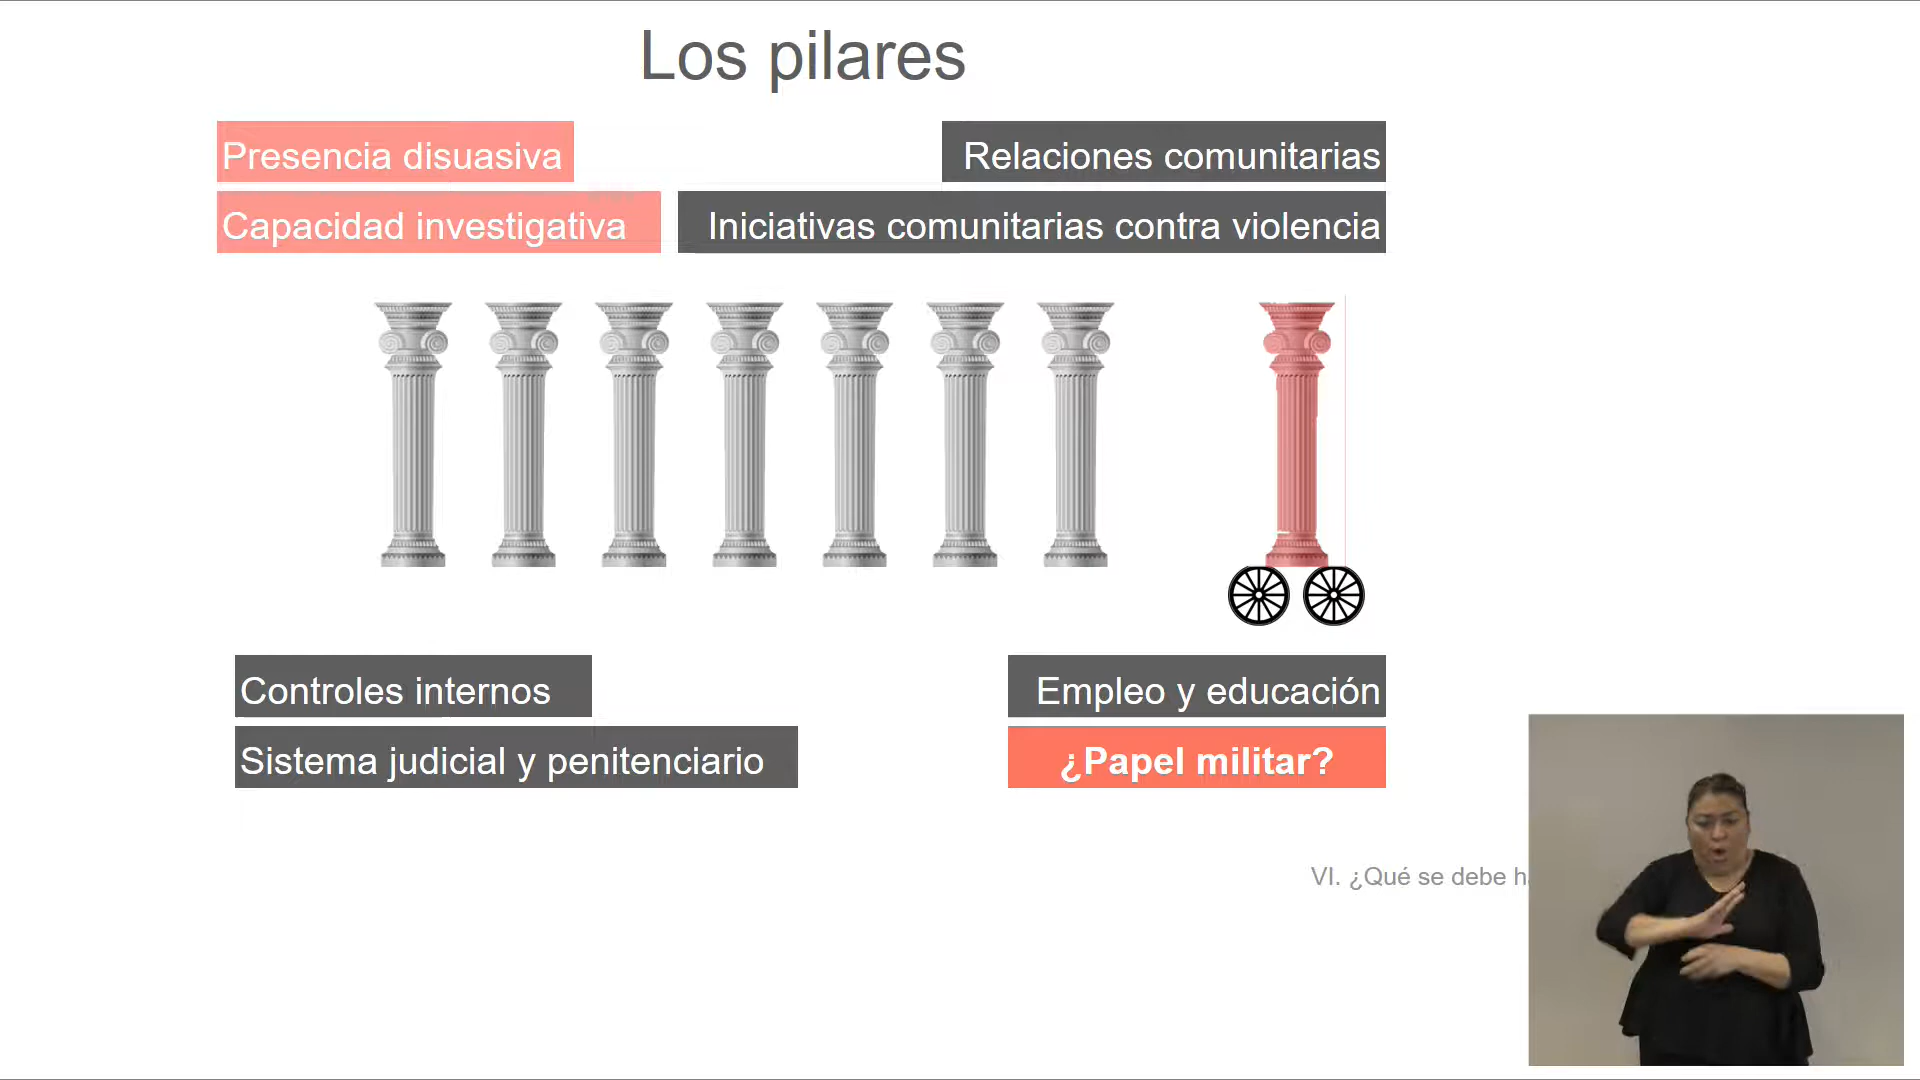 Los pilares
Presencia disuasiva
Relaciones comunitarias
Capacidad investigativa
Iniciativas comunitarias contra violencia
Controles internos
Empleo y educación
Sistema judicial y penitenciario
¿Papel militar?
VI. ¿Qué se debe